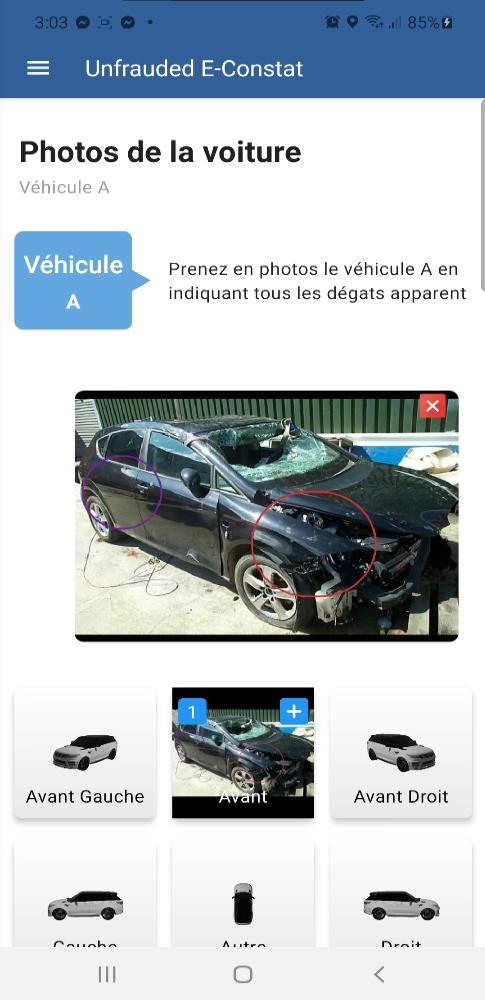 3:03
85%
Unfrauded E-Constat
Photos de la voiture
Véhicule A
Véhicule
A
Prenez en photos le véhicule A en
indiquant tous les dégats apparent
1
Avant Gauche
Avant
Avant Droit
Gauche
Autre
Droit